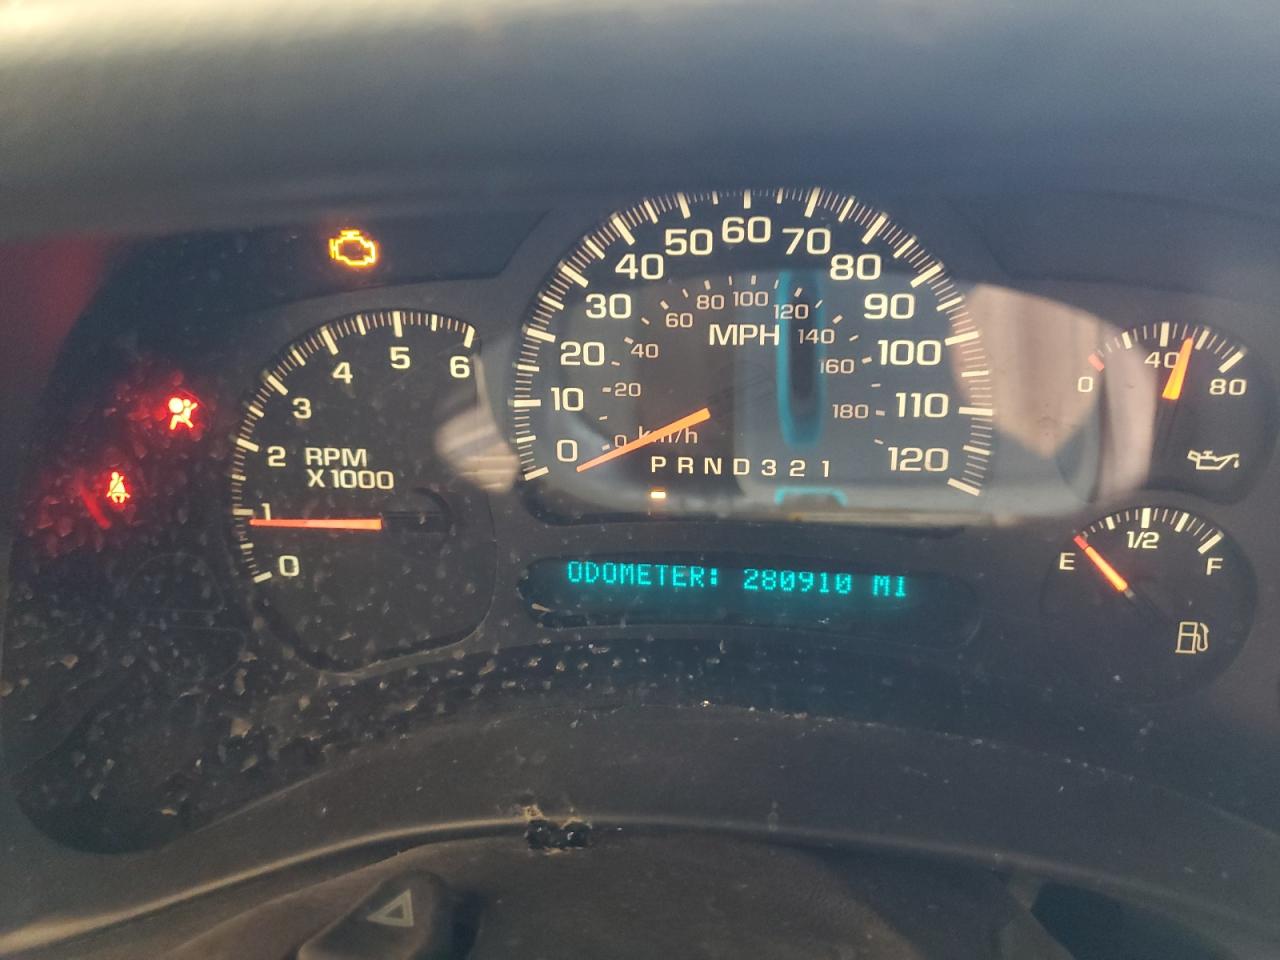 0 1 2 3 4 5 6
RPM
X1000
0 10 20 30 40 50 60 70 80 90 100 110 120
MPH
0 20 40 60 80 100 120 140 160 180
km/h
P R N D 3 2 1
ODOMETER: 280910 MI
0 40 80
E 1/2 F